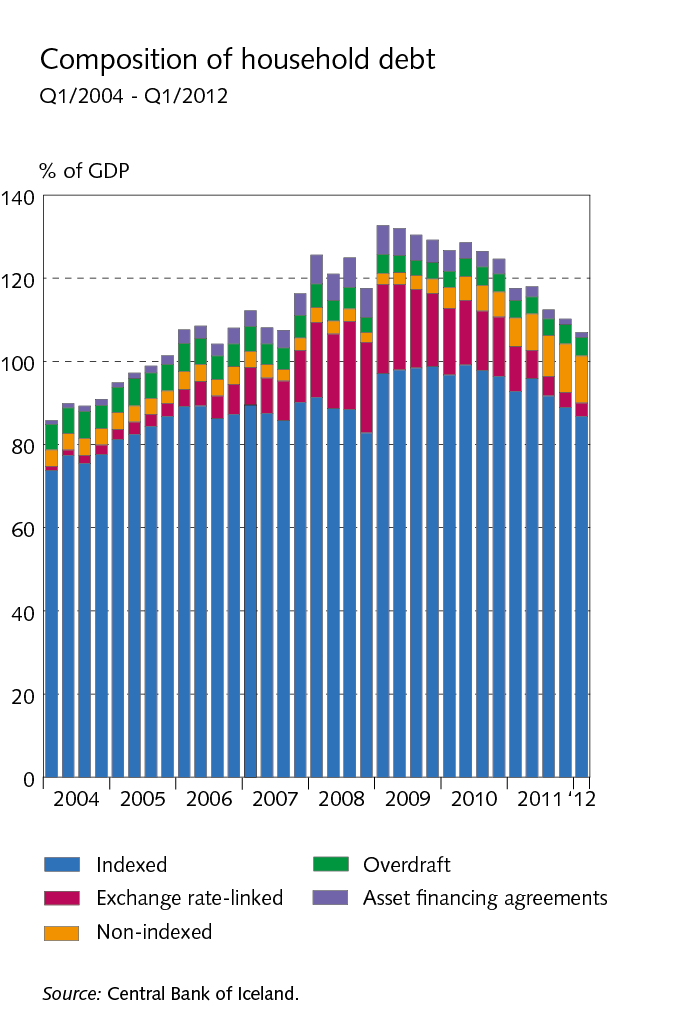 Composition of household debt
Q1/2004 - Q1/2012
% of GDP
140
120
100
80
60
40
20
0
2004 2005 2006 2007 2008 2009 2010 2011 ‘12
Indexed
Overdraft
Exchange rate-linked
Asset financing agreements
Non-indexed
Source: Central Bank of Iceland.